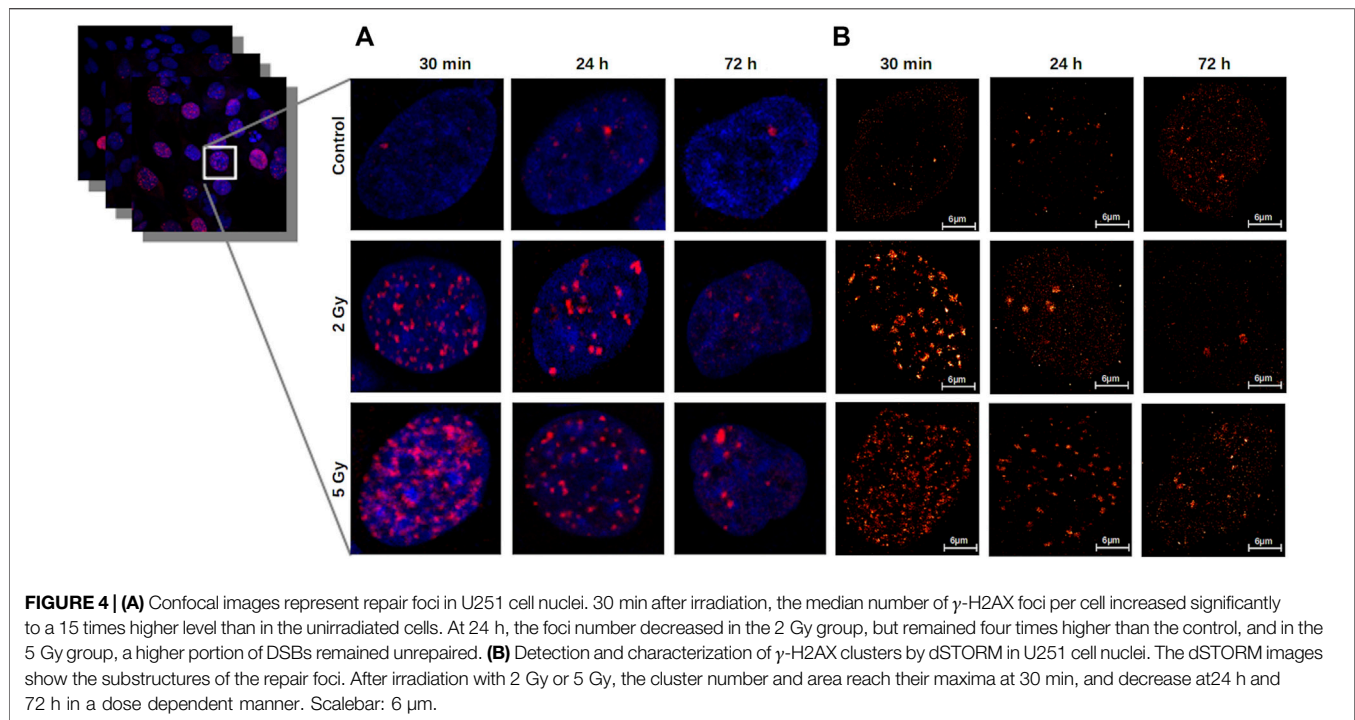 A
B
30 min 24 h 72 h 30 min 24 h 72 h
Control
6µm 6µm 6µm
2 Gy
6µm 6µm 6µm
5 Gy
6µm 6µm 6µm
FIGURE 4 | (A) Confocal images represent repair foci in U251 cell nuclei. 30 min after irradiation, the median number of γ-H2AX foci per cell increased significantly
to a 15 times higher level than in the unirradiated cells. At 24 h, the foci number decreased in the 2 Gy group, but remained four times higher than the control, and in the
5 Gy group, a higher portion of DSBs remained unrepaired. (B) Detection and characterization of γ-H2AX clusters by dSTORM in U251 cell nuclei. The dSTORM images
show the substructures of the repair foci. After irradiation with 2 Gy or 5 Gy, the cluster number and area reach their maxima at 30 min, and decrease at24 h and
72 h in a dose dependent manner. Scalebar: 6 µm.